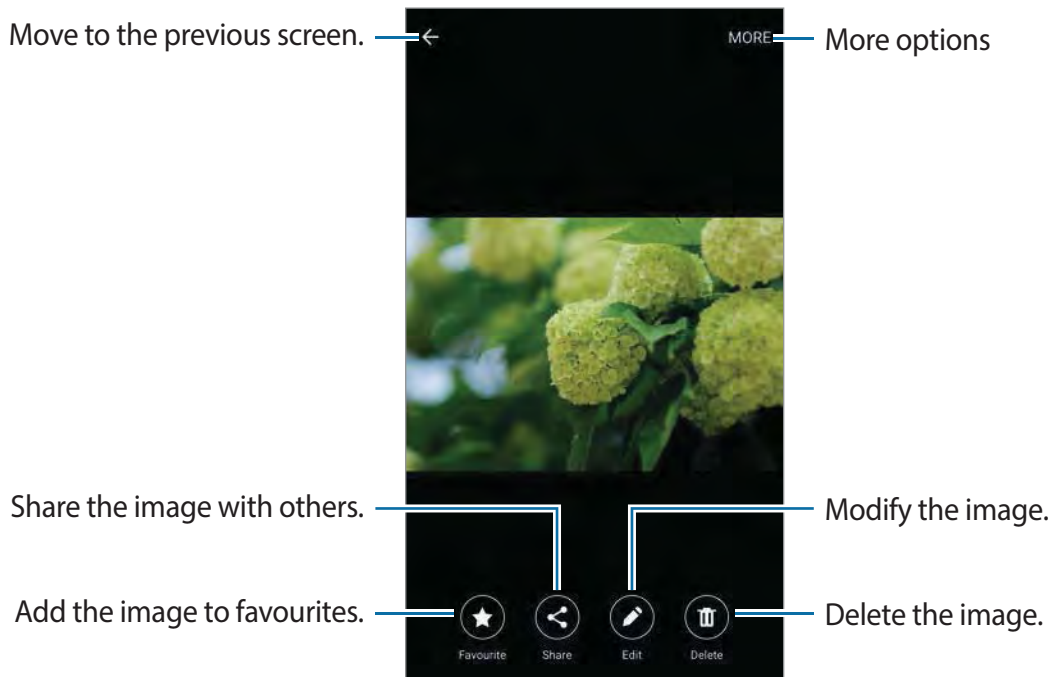 Move to the previous screen.
MORE
More options
Share the image with others.
Modify the image.
Add the image to favourites.
Delete the image.
Favourite
Share
Edit
Delete